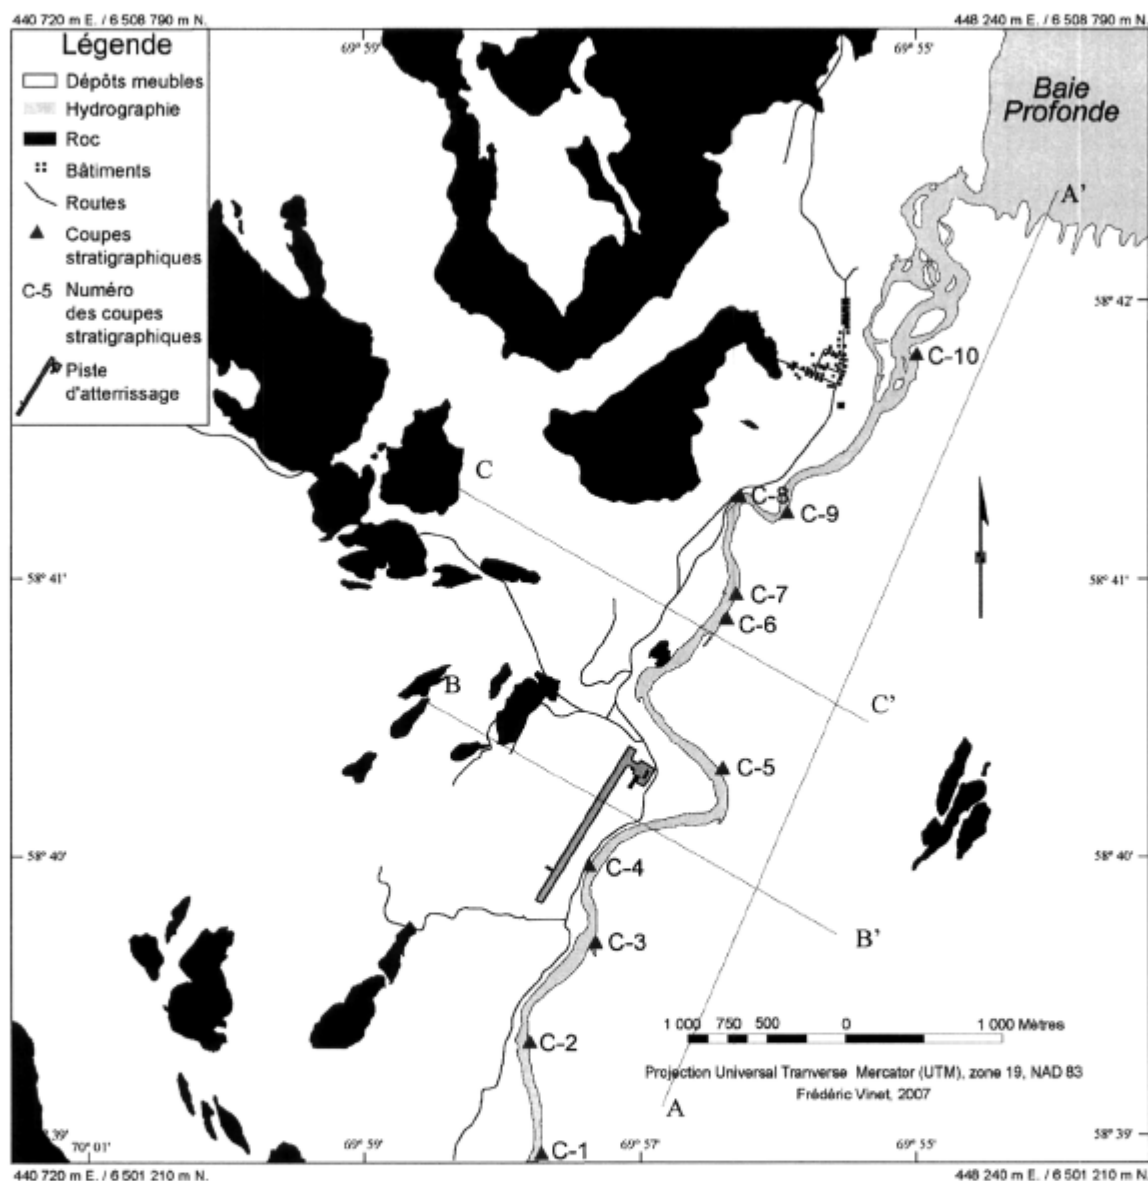 440 720 m E. / 6 508 790 m N.
448 240 m E. / 6 508 790 m N.
69° 59'
69° 55'
Légende
Dépôts meubles
Hydrographie
Roc
Bâtiments
Routes
Coupes
stratigraphiques
C-5 Numéro
des coupes
stratigraphiques
Piste
d'atterrissage
Baie
Profonde
A'
58° 42'
58° 42'
C-10
C
C-8
C-9
58° 41'
58° 41'
C-7
C-6
B
C'
C-5
58° 40'
58° 40'
C-4
B'
C-3
1 000 750 500 0 1 000 Mètres
C-2
Projection Universal Tranverse Mercator (UTM), zone 19, NAD 83
Frédéric Vinet, 2007
A
39'
58° 39'
70° 01'
69° 59'
69° 57'
69° 55'
C-1
440 720 m E. / 6 501 210 m N.
448 240 m E. / 6 501 210 m N.